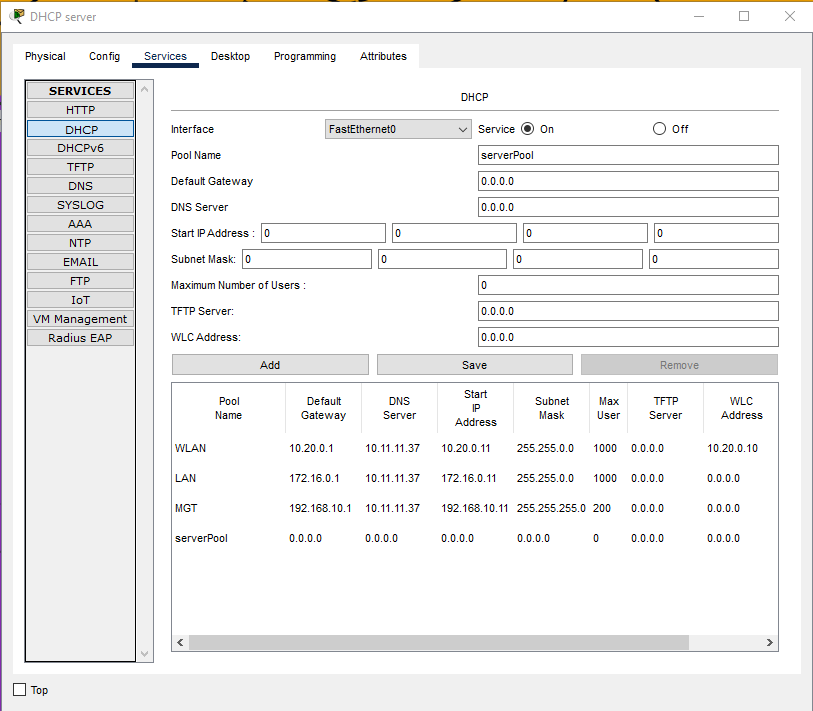 DHCP server
Physical Config Services Desktop Programming Attributes
SERVICES
HTTP
DHCP
DHCPv6
TFTP
DNS
SYSLOG
AAA
NTP
EMAIL
FTP
IoT
VM Management
Radius EAP
DHCP
Interface FastEthernet0 Service On Off
Pool Name serverPool
Default Gateway 0.0.0.0
DNS Server 0.0.0.0
Start IP Address : 0 0 0 0
Subnet Mask: 0 0 0 0
Maximum Number of Users : 0
TFTP Server: 0.0.0.0
WLC Address: 0.0.0.0
Add Save Remove
Pool Name Default Gateway DNS Server Start IP Address Subnet Mask Max User TFTP Server WLC Address
WLAN 10.20.0.1 10.11.11.37 10.20.0.11 255.255.0.0 1000 0.0.0.0 10.20.0.10
LAN 172.16.0.1 10.11.11.37 172.16.0.11 255.255.0.0 1000 0.0.0.0 0.0.0.0
MGT 192.168.10.1 10.11.11.37 192.168.10.11 255.255.255.0 200 0.0.0.0 0.0.0.0
serverPool 0.0.0.0 0.0.0.0 0.0.0.0 0.0.0.0 0 0.0.0.0 0.0.0.0
Top